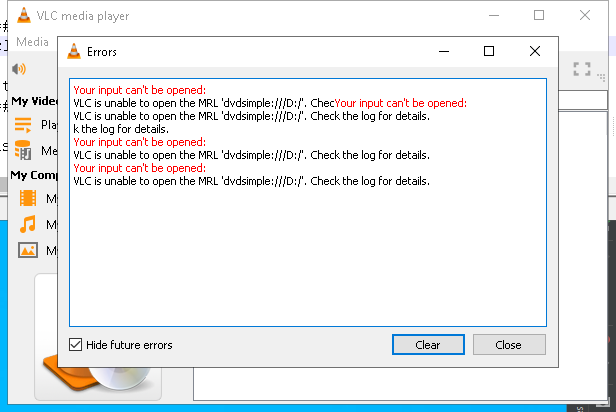 VLC media player
Media
Errors
Your input can't be opened:
VLC is unable to open the MRL 'dvdsimple:///D:/'. ChecYour input can't be opened:
VLC is unable to open the MRL 'dvdsimple:///D:/'. Check the log for details.
k the log for details.
Your input can't be opened:
VLC is unable to open the MRL 'dvdsimple:///D:/'. Check the log for details.
Your input can't be opened:
VLC is unable to open the MRL 'dvdsimple:///D:/'. Check the log for details.
My Video
Play
Me
My Comp
My
My
My
Hide future errors
Clear
Close